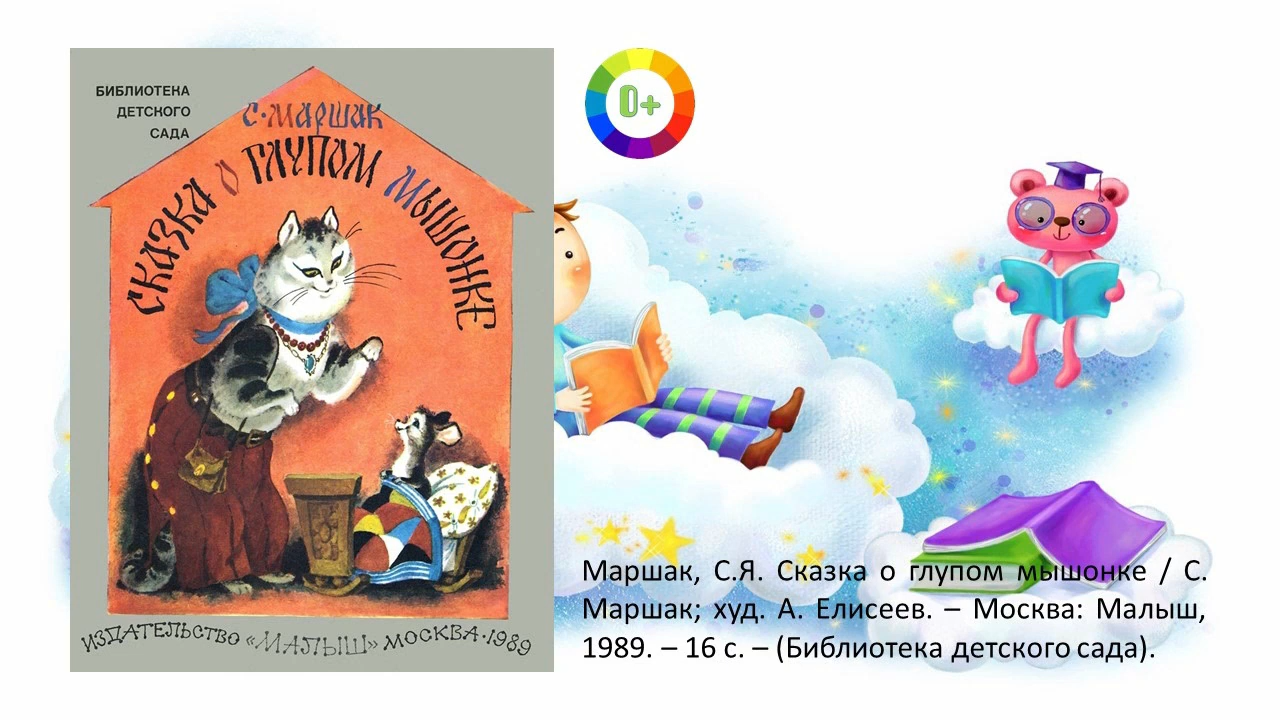 БИБЛИОТЕКА
ДЕТСКОГО
САДА
С·МАРШАК
СКАЗКА О ГЛУПОМ МЫШОНКЕ
ИЗДАТЕЛЬСТВО «МАЛЫШ» МОСКВА·1989
0+
Маршак, С.Я. Сказка о глупом мышонке / С.
Маршак; худ. А. Елисеев. – Москва: Малыш,
1989. – 16 с. – (Библиотека детского сада).